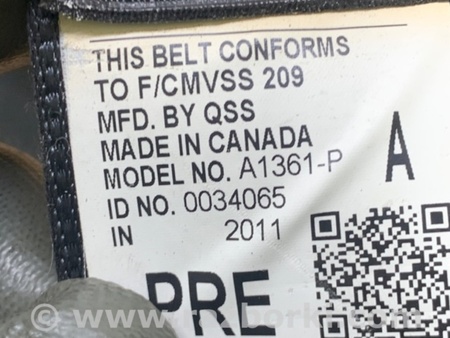 THIS BELT CONFORMS
TO F/CMVSS 209
MFD. BY QSS
MADE IN CANADA
MODEL NO. A1361-P
A
ID NO. 0034065
IN 2011
PRE